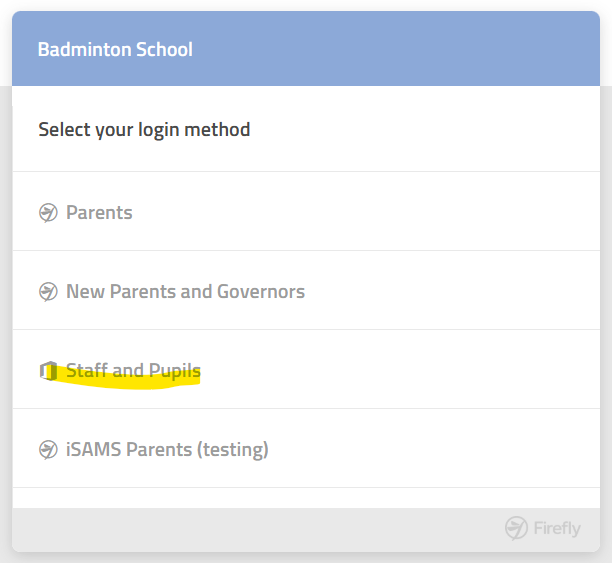 Badminton School
Select your login method
Parents
New Parents and Governors
Staff and Pupils
iSAMS Parents (testing)
Firefly